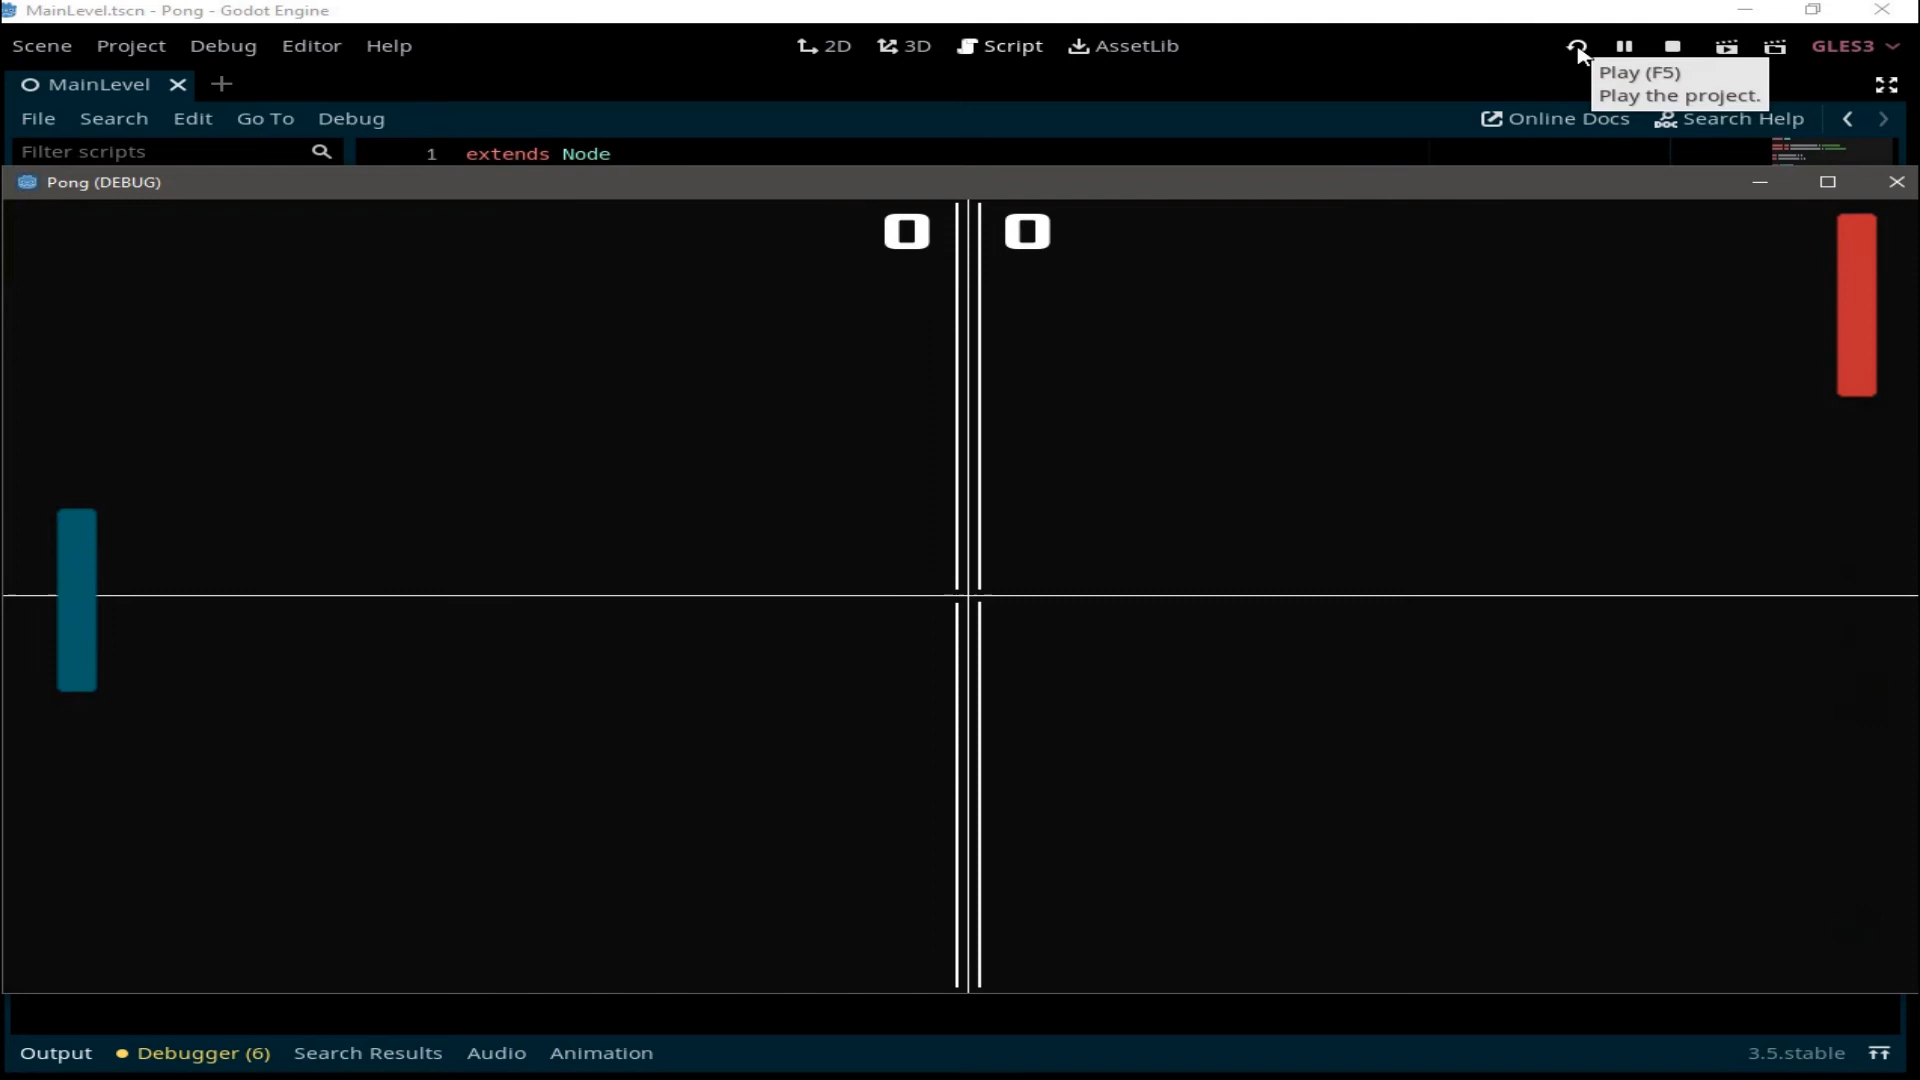 MainLevel.tscn - Pong - Godot Engine
Scene Project Debug Editor Help 2D 3D Script AssetLib GLES3
Play (F5)
Play the project.
MainLevel
File Search Edit Go To Debug Online Docs Search Help
Filter scripts
1 extends Node
Pong (DEBUG)
0 0
Output Debugger (6) Search Results Audio Animation 3.5.stable